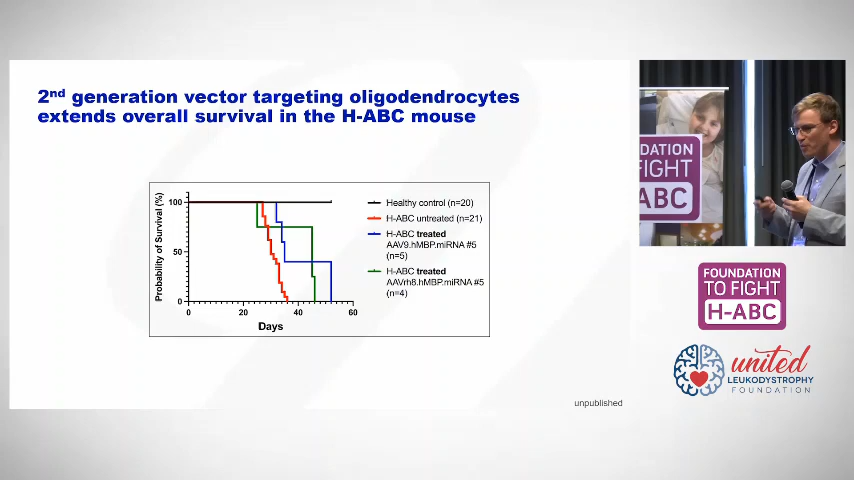 2nd generation vector targeting oligodendrocytes
extends overall survival in the H-ABC mouse
Probability of Survival (%)
100
50
0
0 20 40 60
Days
Healthy control (n=20)
H-ABC untreated (n=21)
H-ABC treated
AAV9.hMBP.miRNA #5
(n=5)
H-ABC treated
AAVrh8.hMBP.miRNA #5
(n=4)
unpublished
DATION
FIGHT
ABC
FOUNDATION
TO FIGHT
H-ABC
united
LEUKODYSTROPHY
FOUNDATION